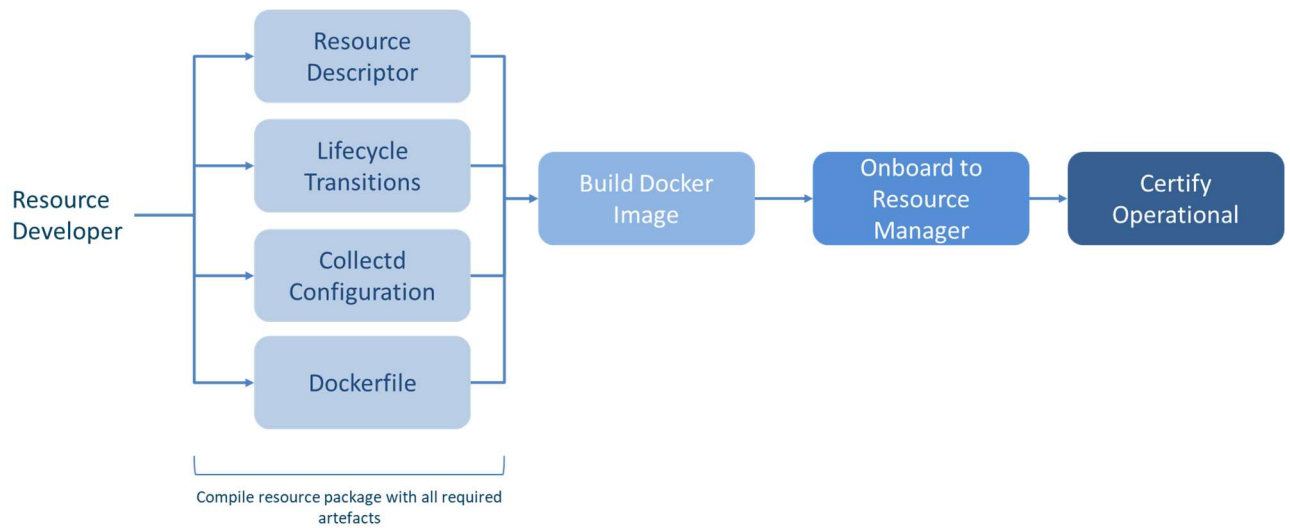 Resource
Developer
Resource
Descriptor
Lifecycle
Transitions
Collectd
Configuration
Dockerfile
Compile resource package with all required
artefacts
Build Docker
Image
Onboard to
Resource
Manager
Certify
Operational